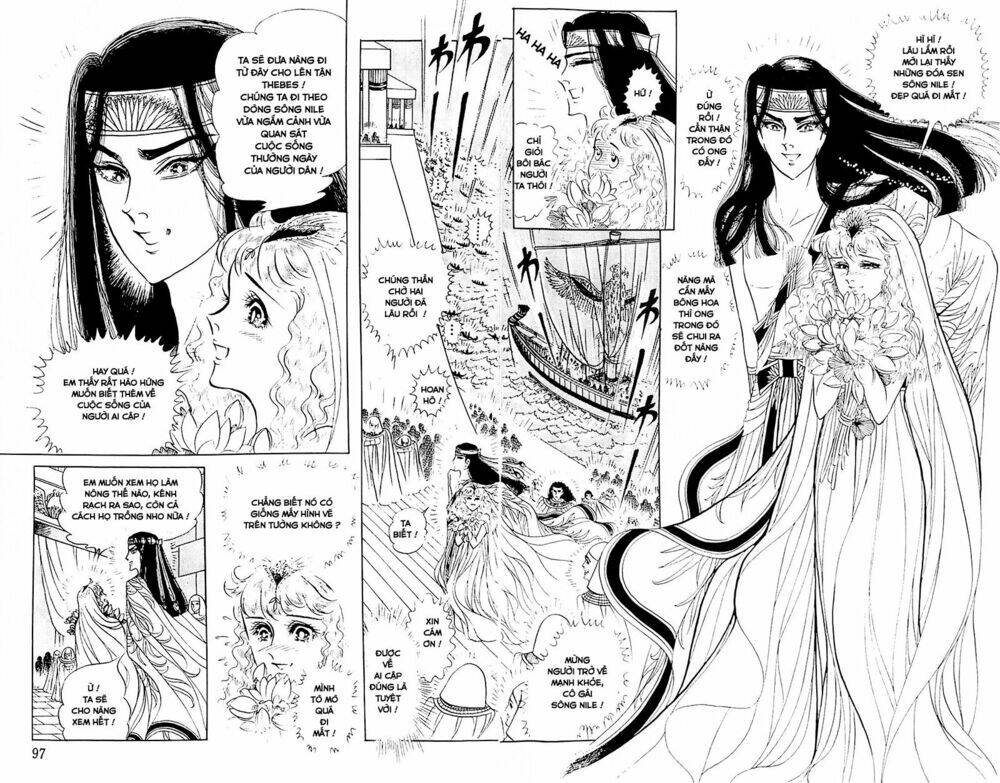 HÌ HÌ !
LÂU LẮM RỒI
MỚI LẠI THẤY
NHỮNG ĐÓA SEN
SÔNG NILE !
ĐẸP QUÁ ĐI MẤT !
Ừ
ĐÚNG
RỒI !
CẨN THẬN
TRONG ĐÓ
CÓ ONG
ĐẤY !
NÀNG MÀ
CẦN MẤY
BÔNG HOA
THÌ ONG
TRONG ĐÓ
SẼ CHUI RA
ĐỐT NÀNG
ĐẤY !
HA HA HA
HỨ !
CHỈ
GIỎI
BÔI BÁC
NGƯỜI
TA THÔI !
CHÚNG THẦN
CHỜ HAI
NGƯỜI ĐÃ
LÂU RỒI !
HOAN
HÔ !
TA
BIẾT !
MỪNG
NGƯỜI TRỞ VỀ
MẠNH KHỎE,
CÔ GÁI
SÔNG NILE !
XIN
CẢM
ƠN !
ĐƯỢC
VỀ
AI CẬP
ĐÚNG LÀ
TUYỆT
VỜI !
TA SẼ ĐƯA NÀNG ĐI
TỪ ĐÂY CHO LÊN TẬN
THEBES !
CHÚNG TA ĐI THEO
DÒNG SÔNG NILE
VỪA NGẮM CẢNH VỪA
QUAN SÁT
CUỘC SỐNG
THƯỜNG NGÀY
CỦA NGƯỜI DÂN !
HAY QUÁ !
EM THẤY RẤT HÀO HỨNG
MUỐN BIẾT THÊM VỀ
CUỘC SỐNG CỦA
NGƯỜI AI CẬP !
CHẲNG BIẾT NÓ CÓ
GIỐNG MẤY HÌNH VẼ
TRÊN TƯỜNG KHÔNG ?
MÌNH
TÒ MÒ
QUÁ
ĐI
MẤT !
EM MUỐN XEM HỌ LÀM
NÔNG THẾ NÀO, KÊNH
RẠCH RA SAO, CÒN CẢ
CÁCH HỌ TRỒNG NHO NỮA !
Ừ !
TA SẼ
CHO NÀNG
XEM HẾT !
97